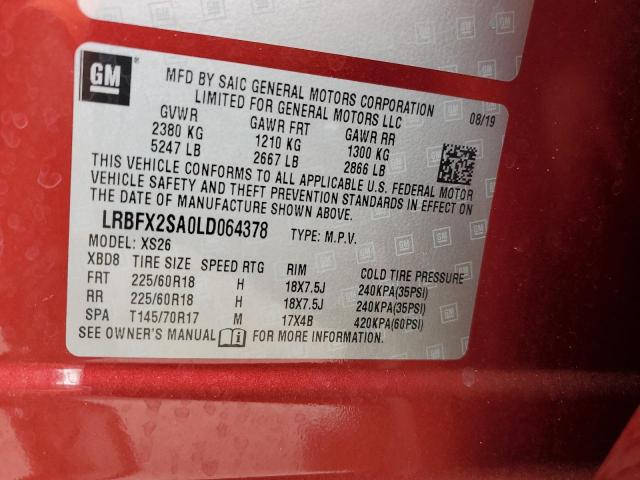 GM
MFD BY SAIC GENERAL MOTORS CORPORATION
LIMITED FOR GENERAL MOTORS LLC
08/19
GVWR GAWR FRT GAWR RR
2380 KG 1210 KG 1300 KG
5247 LB 2667 LB 2866 LB
THIS VEHICLE CONFORMS TO ALL APPLICABLE U.S. FEDERAL MOTOR
VEHICLE SAFETY AND THEFT PREVENTION STANDARDS IN EFFECT ON
THE DATE OF MANUFACTURE SHOWN ABOVE.
LRBFX2SA0LD064378 TYPE: M.P.V.
MODEL: XS26
XBD8 TIRE SIZE SPEED RTG RIM COLD TIRE PRESSURE
FRT 225/60R18 H 18X7.5J 240KPA(35PSI)
RR 225/60R18 H 18X7.5J 240KPA(35PSI)
SPA T145/70R17 M 17X4B 420KPA(60PSI)
SEE OWNER'S MANUAL FOR MORE INFORMATION.